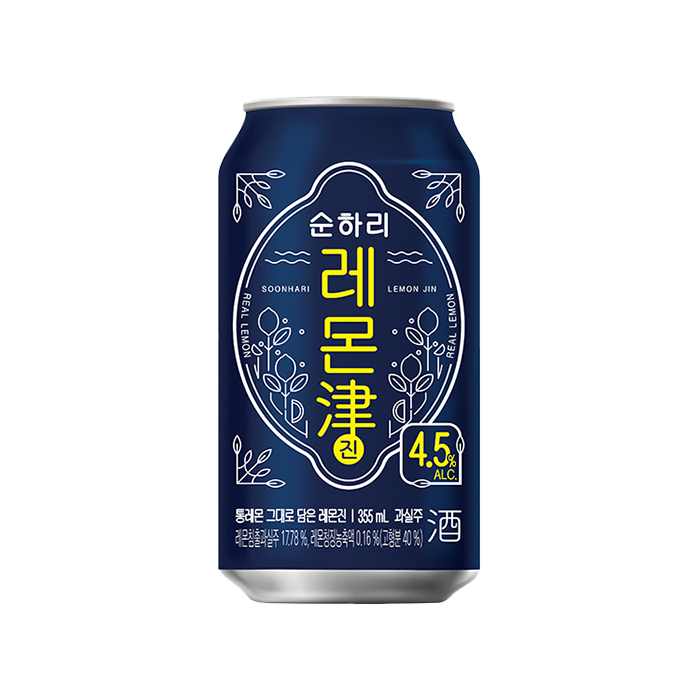 순하리
레몬津
진
SOONHARI
LEMON JIN
REAL LEMON
REAL LEMON
4.5%
ALC.
통레몬 그대로 담은 레몬진 | 355 mL 과실주
레몬침출과실주 17.78 %, 레몬청징농축액 0.16 %(고형분 40 %)
酒